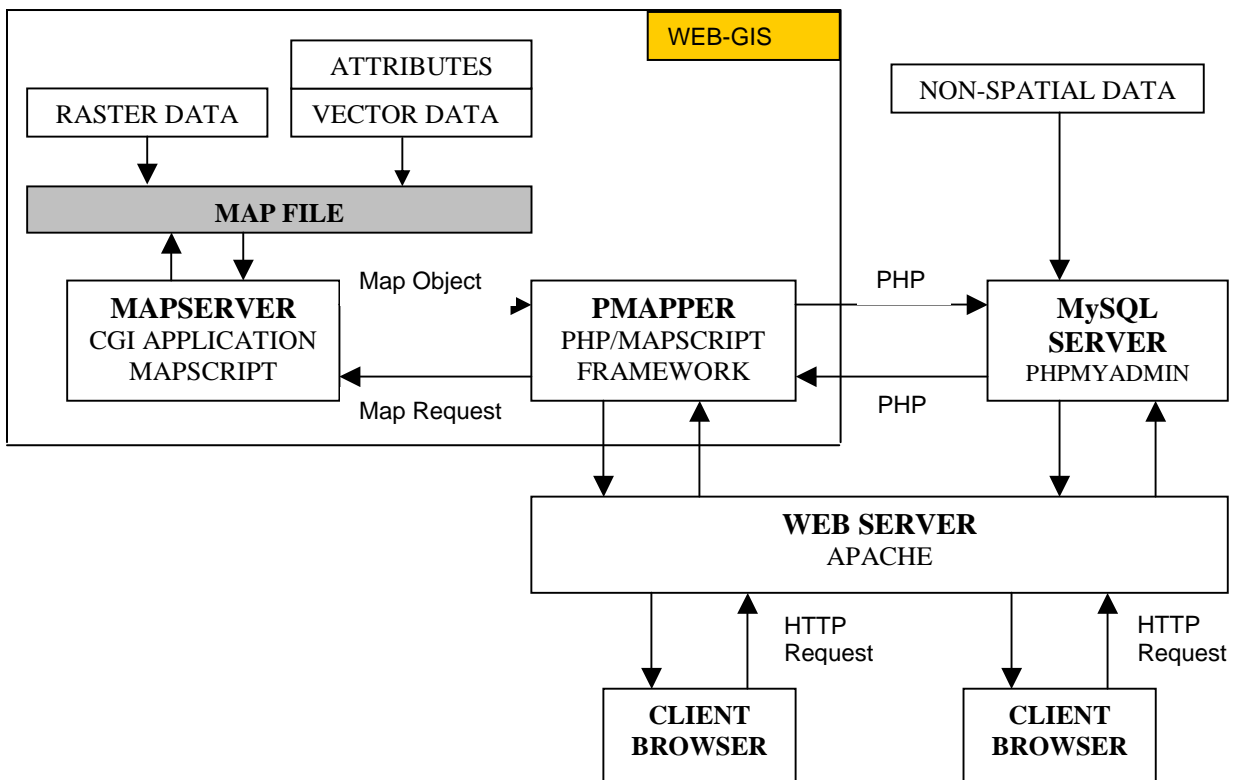 WEB-GIS
ATTRIBUTES
RASTER DATA
VECTOR DATA
NON-SPATIAL DATA
MAP FILE
Map Object
PHP
MAPSERVER
CGI APPLICATION
MAPSCRIPT
PMAPPER
PHP/MAPSCRIPT
FRAMEWORK
MySQL
SERVER
PHPMYADMIN
Map Request
PHP
WEB SERVER
APACHE
HTTP
Request
HTTP
Request
CLIENT
BROWSER
CLIENT
BROWSER